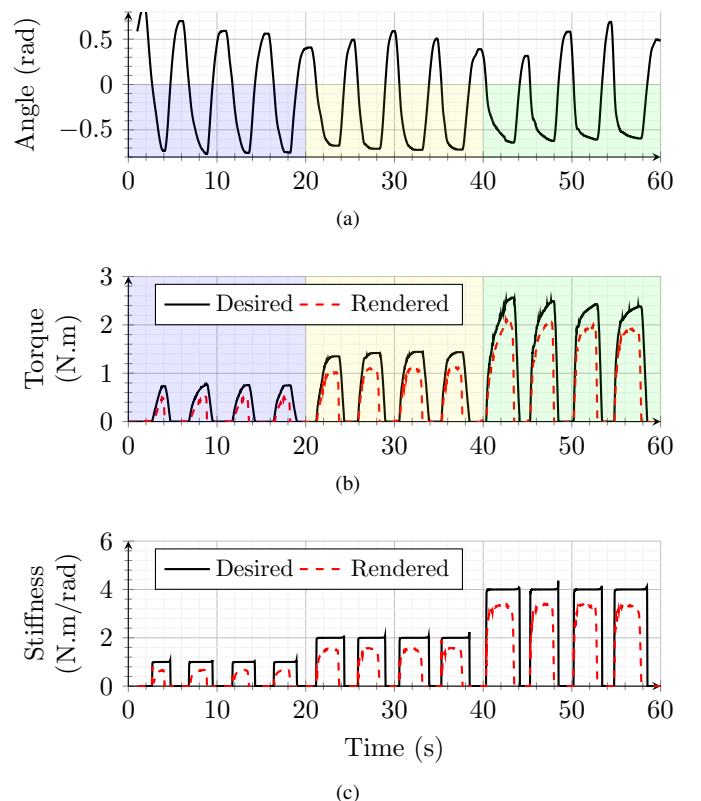 0.5
0
−0.5
Angle (rad)
0 10 20 30 40 50 60
(a)
3
2
1
0
Torque
(N.m)
Desired Rendered
0 10 20 30 40 50 60
(b)
6
4
2
0
Stiffness
(N.m/rad)
Desired Rendered
0 10 20 30 40 50 60
Time (s)
(c)